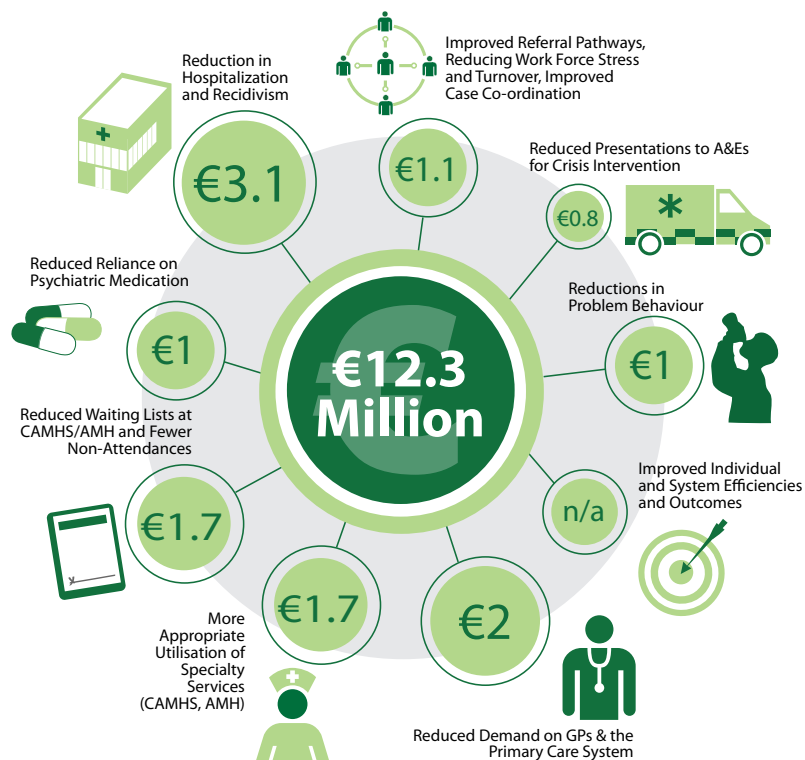 Reduction in
Hospitalization
and Recidivism
€3.1
Improved Referral Pathways,
Reducing Work Force Stress
and Turnover, Improved
Case Co-ordination
€1.1
Reduced Presentations to A&Es
for Crisis Intervention
€0.8
Reduced Reliance on
Psychiatric Medication
€1
Reductions in
Problem Behaviour
€1
€12.3
Million
Reduced Waiting Lists at
CAMHS/AMH and Fewer
Non-Attendances
€1.7
Improved Individual
and System Efficiencies
and Outcomes
n/a
More
Appropriate
Utilisation of
Specialty
Services
(CAMHS, AMH)
€1.7
€2
Reduced Demand on GPs & the
Primary Care System